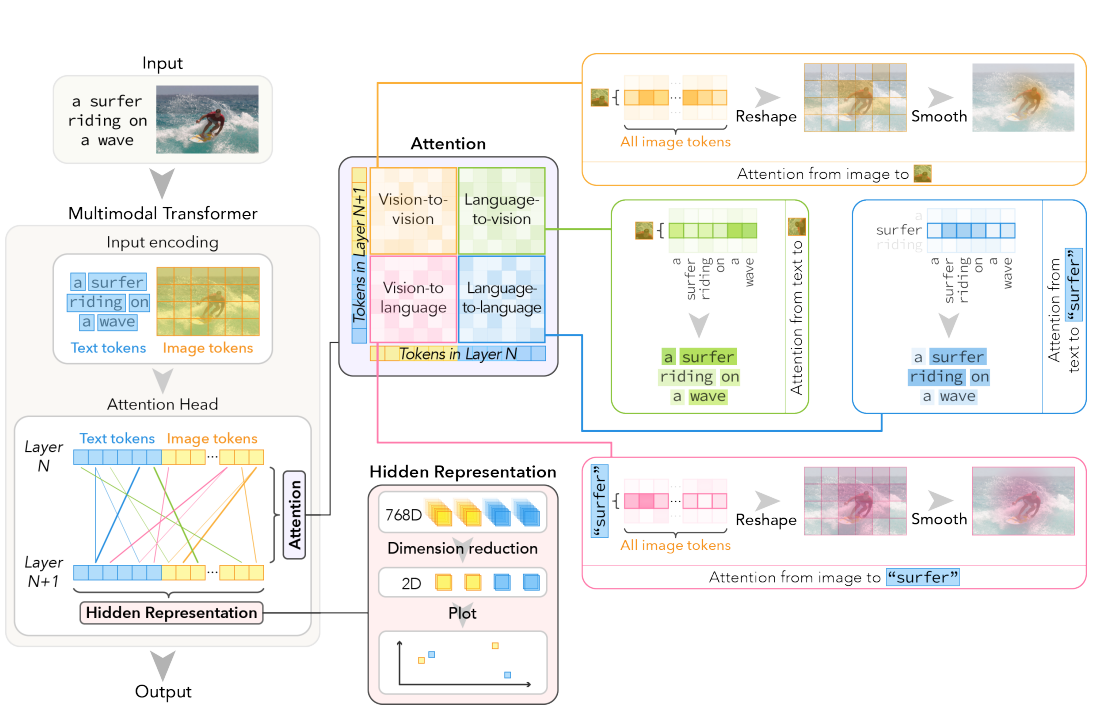 Input
a surfer
riding on
a wave
Multimodal Transformer
Input encoding
a surfer
riding on
a wave
Text tokens
Image tokens
Attention Head
Layer
N
Text tokens
Image tokens
...
Attention
Layer
N+1
...
Hidden Representation
Output
Attention
Tokens in Layer N+1
Vision-to-
vision
Language-
to-vision
Vision-to
language
Language-
to-language
Tokens in Layer N
Hidden Representation
768D
Dimension reduction
2D
Plot
...
All image tokens
Reshape
Smooth
Attention from image to
a
surfer
riding
on
a
wave
a surfer
riding on
a wave
Attention from text to
a
surfer
riding
a
surfer
riding
on
a
wave
a surfer
riding on
a wave
Attention from
text to “surfer”
“surfer”
...
All image tokens
Reshape
Smooth
Attention from image to “surfer”